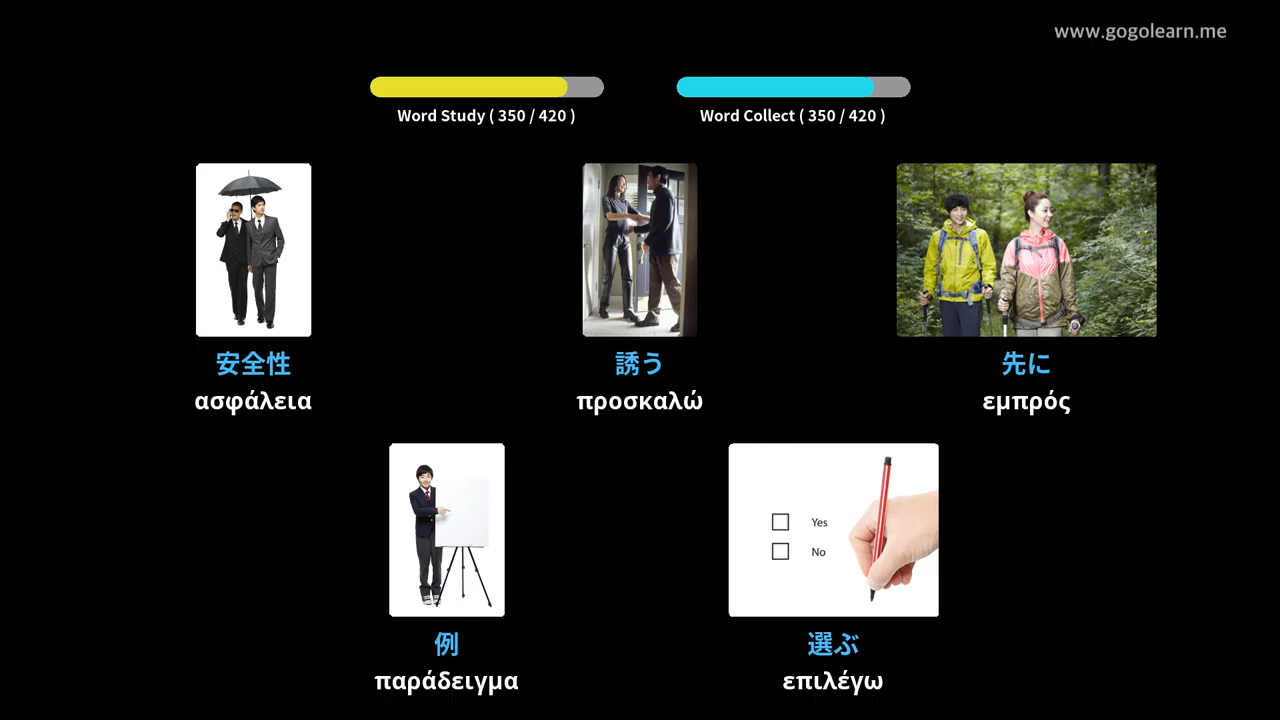 www.gogolearn.me
Word Study ( 350 / 420 )
Word Collect ( 350 / 420 )
安全性
ασφάλεια
誘う
προσκαλώ
先に
εμπρός
Yes
No
例
παράδειγμα
選ぶ
επιλέγω